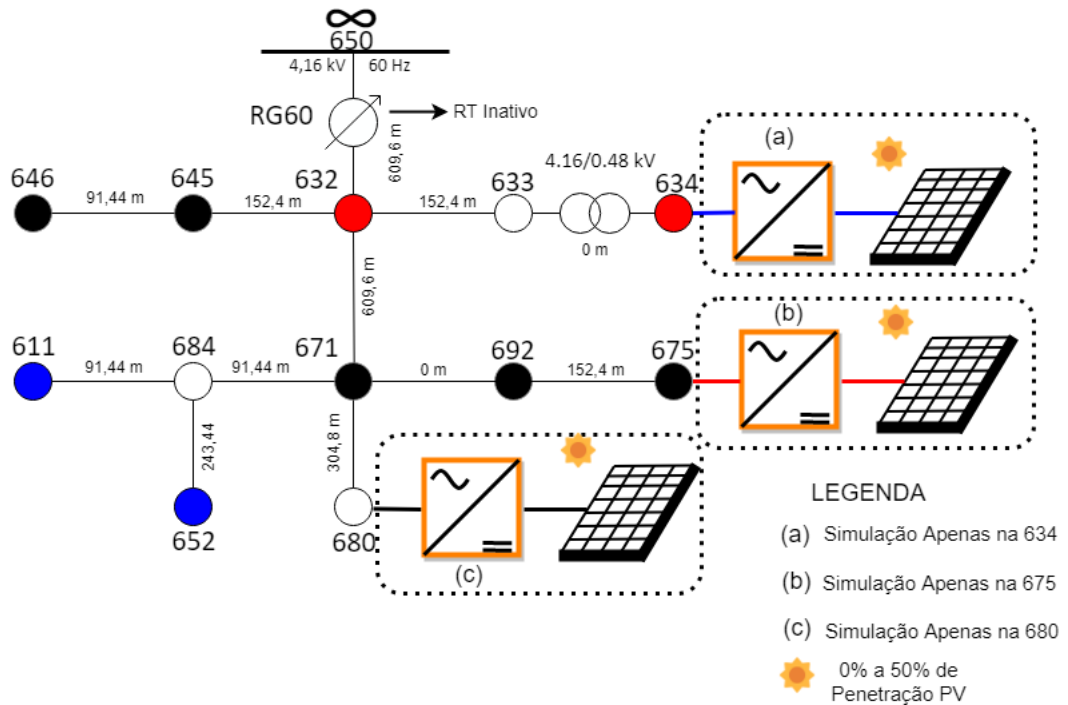 ∞
650
4,16 kV 60 Hz
RG60
RT Inativo
609,6 m
(a)
4.16/0.48 kV
646
645
632
633
634
91,44 m
152,4 m
152,4 m
0 m
609,6 m
(b)
611
684
671
692
675
91,44 m
91,44 m
0 m
152,4 m
243,44
304,8 m
652
680
(c)
LEGENDA
(a) Simulação Apenas na 634
(b) Simulação Apenas na 675
(c) Simulação Apenas na 680
0% a 50% de
Penetração PV